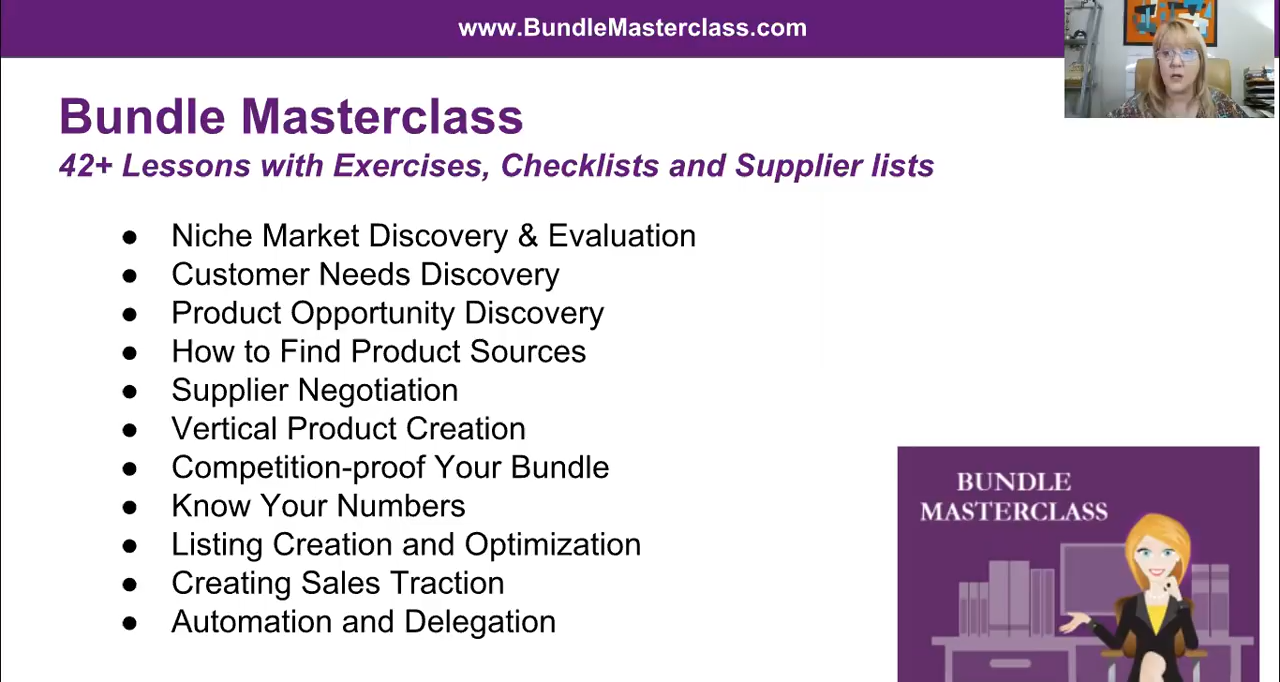 www.BundleMasterclass.com
Bundle Masterclass
42+ Lessons with Exercises, Checklists and Supplier lists
● Niche Market Discovery & Evaluation
● Customer Needs Discovery
● Product Opportunity Discovery
● How to Find Product Sources
● Supplier Negotiation
● Vertical Product Creation
● Competition-proof Your Bundle
● Know Your Numbers
● Listing Creation and Optimization
● Creating Sales Traction
● Automation and Delegation
BUNDLE
MASTERCLASS